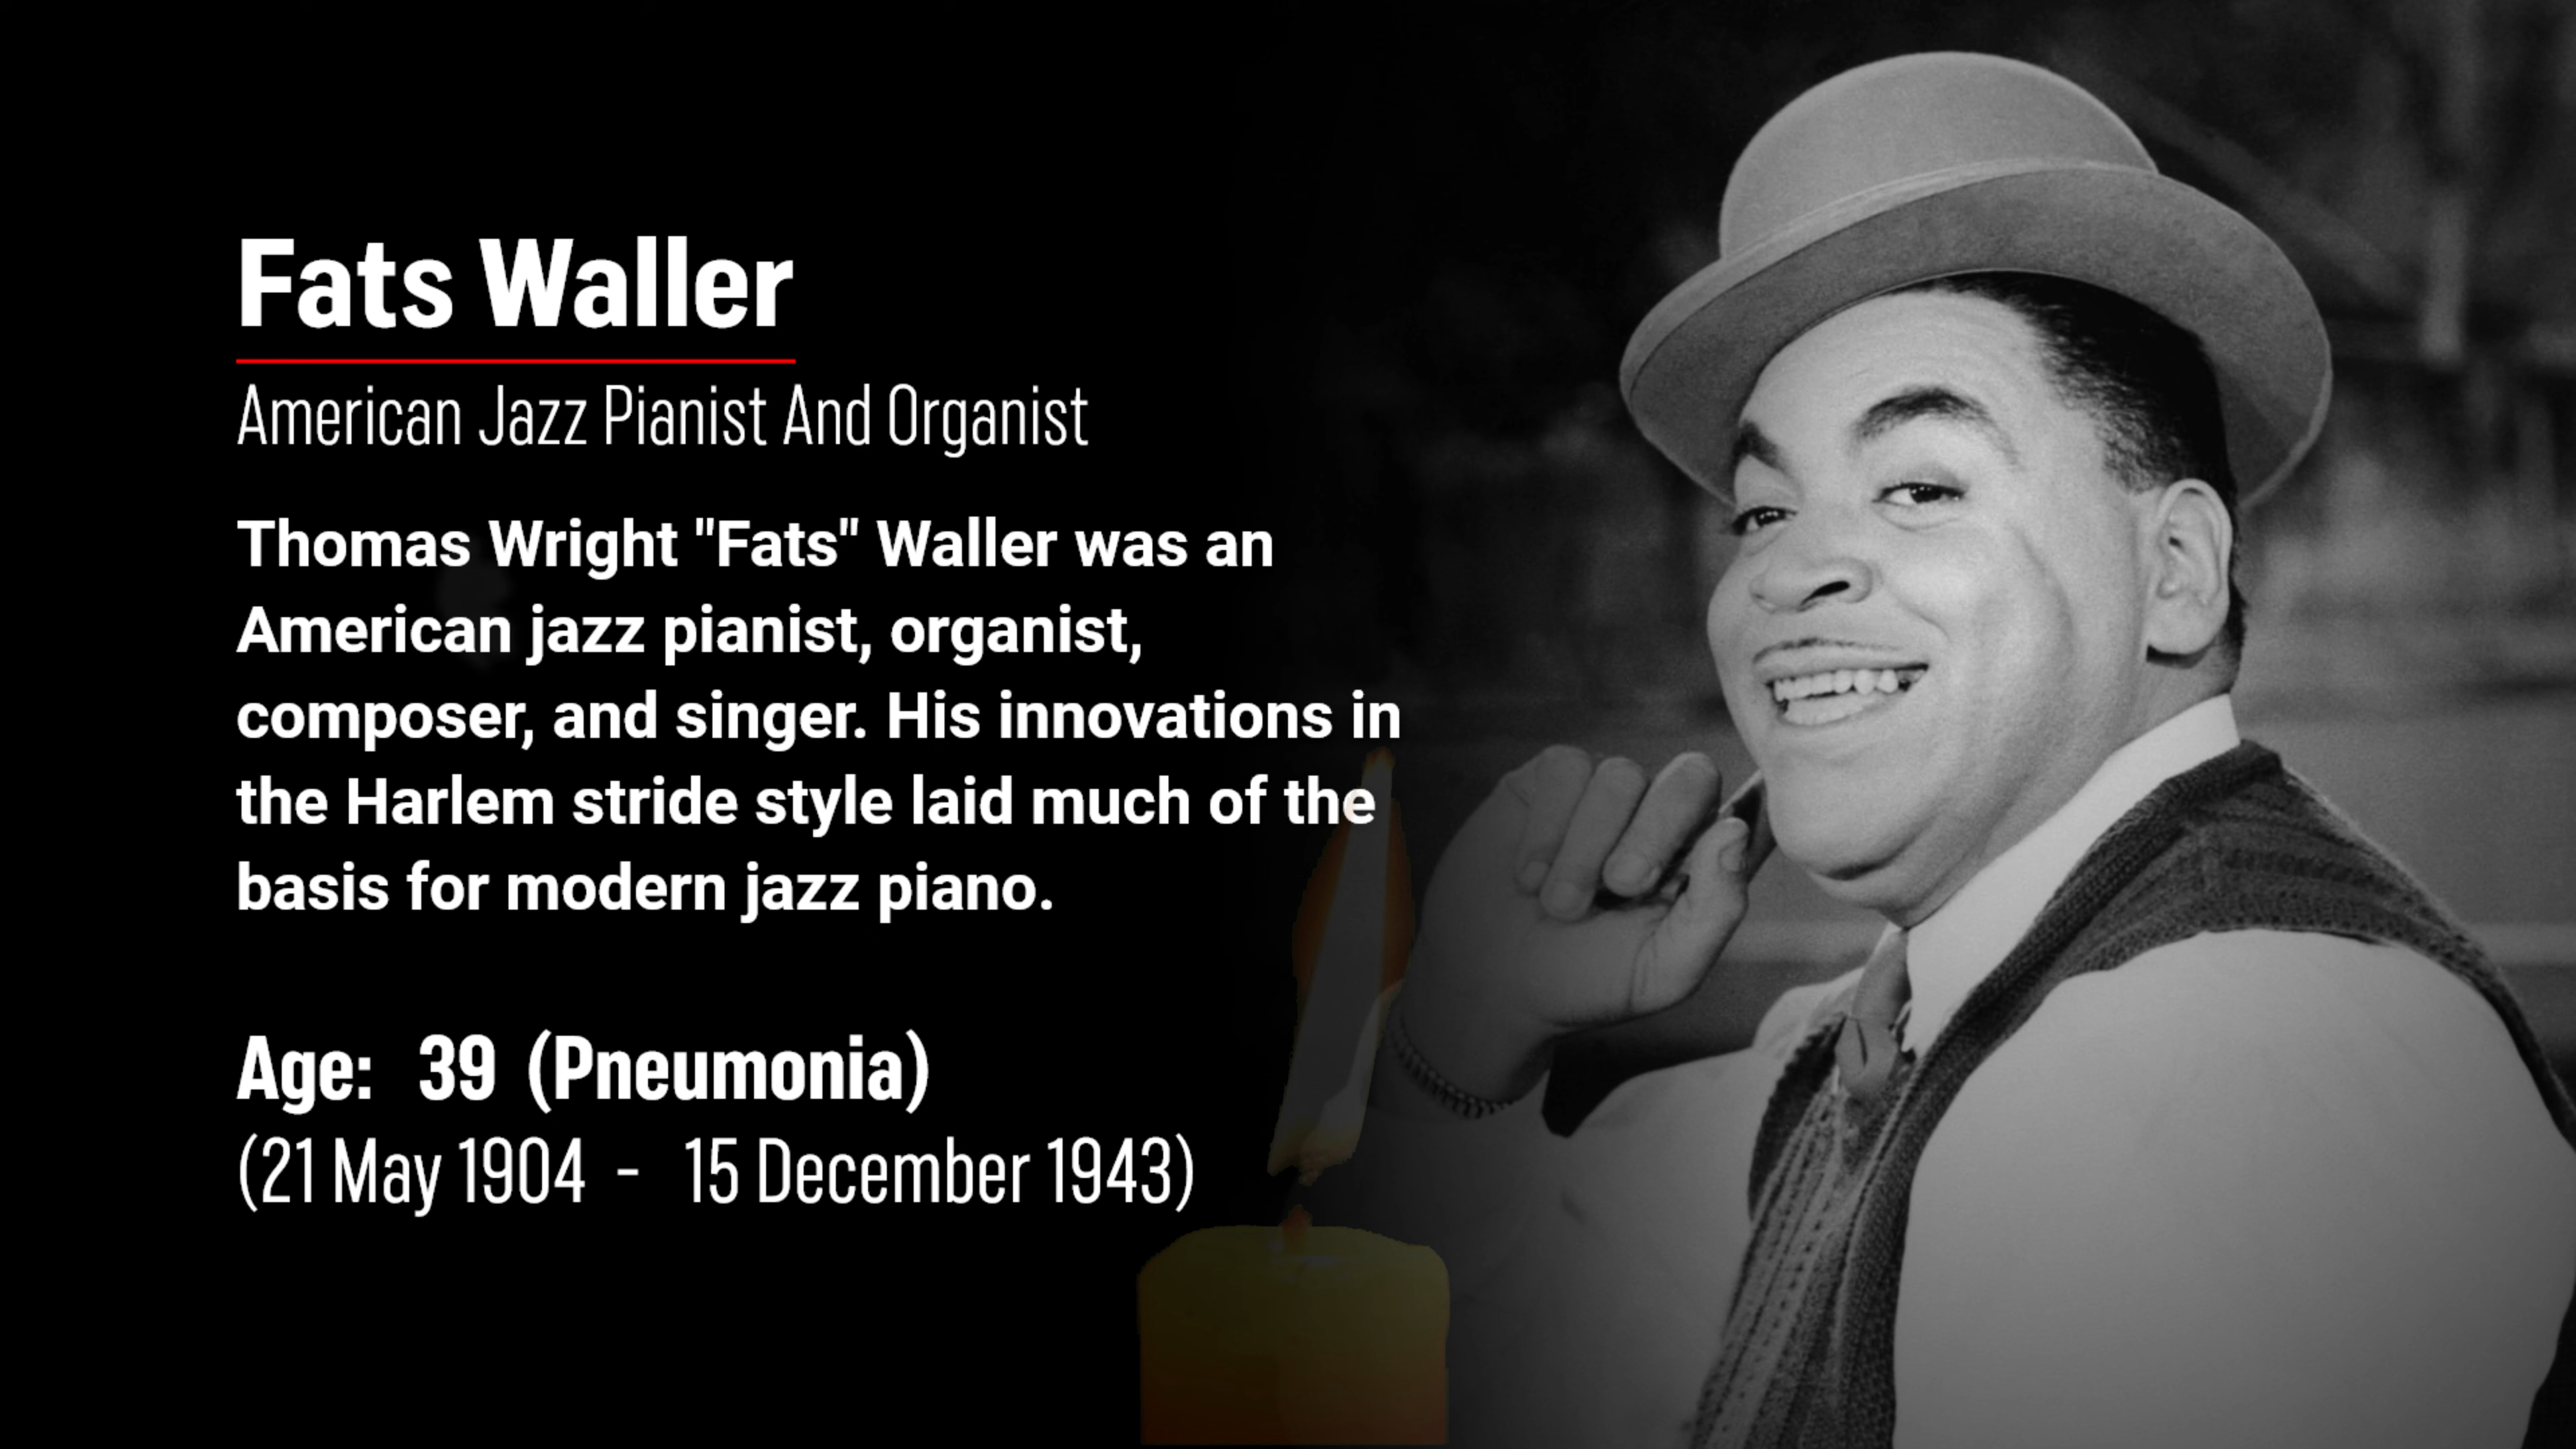 Fats Waller
American Jazz Pianist And Organist
Thomas Wright "Fats" Waller was an
American jazz pianist, organist,
composer, and singer. His innovations in
the Harlem stride style laid much of the
basis for modern jazz piano.
Age: 39 (Pneumonia)
(21 May 1904 - 15 December 1943)